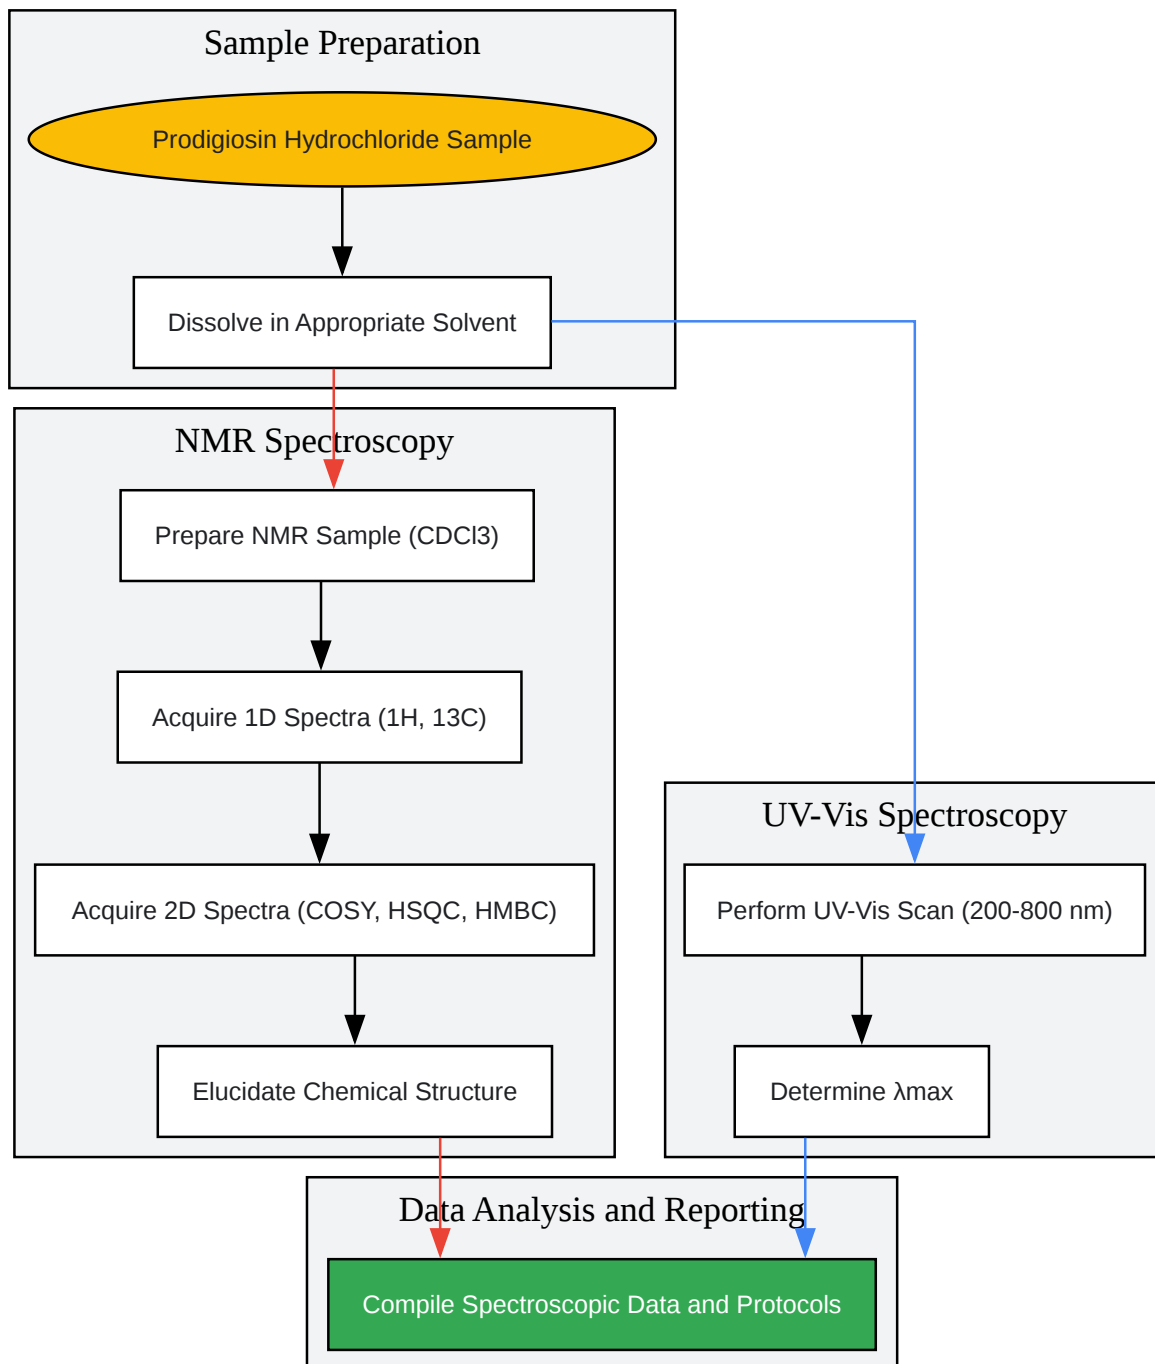 Sample Preparation
Prodigiosin Hydrochloride Sample
Dissolve in Appropriate Solvent
NMR Spectroscopy
Prepare NMR Sample (CDCl3)
Acquire 1D Spectra (1H, 13C)
Acquire 2D Spectra (COSY, HSQC, HMBC)
Elucidate Chemical Structure
UV-Vis Spectroscopy
Perform UV-Vis Scan (200-800 nm)
Determine λmax
Data Analysis and Reporting
Compile Spectroscopic Data and Protocols